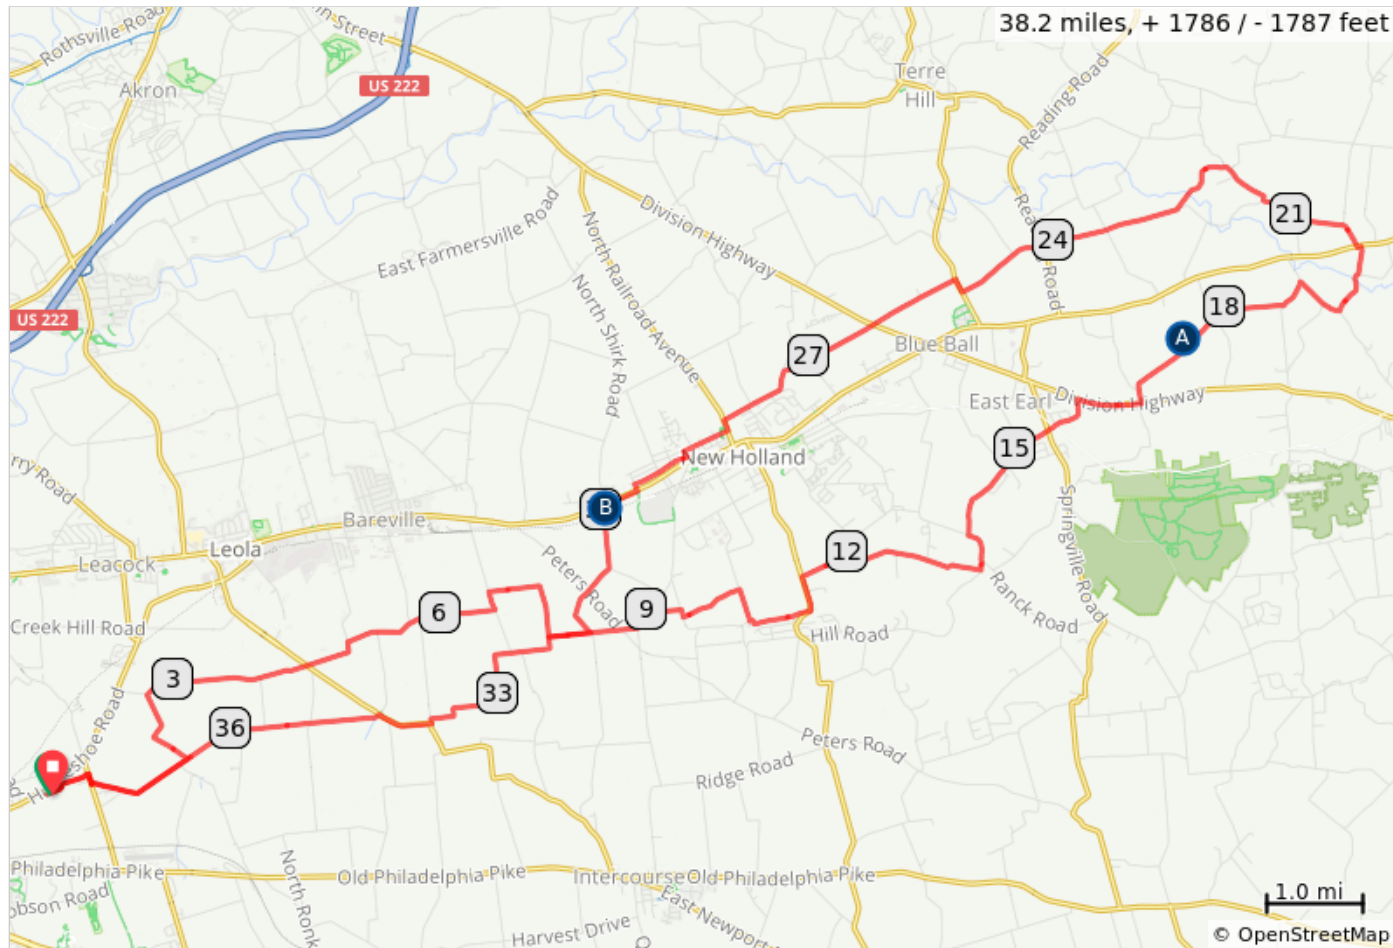 38.2 miles, + 1786 / - 1787 feet
Rothsville Road
Street
US 222
Akron
Terre
Hill
Reading Road
East Farmersville Road
Division Highway
North Railroad Avenue
North Shirk Road
21
24
Road
18
A
US 222
27
Blue Ball
East Earl
Division Highway
15
New Holland
B
Bareville
Springville Road
Leola
Leacock
Peters Road
12
Ranck Road
6
9
Creek Hill Road
Hill Road
3
33
36
Peters Road
Ridge Road
Philadelphia Pike
Old Philadelphia Pike
Intercourse
Old Philadelphia Pike
1.0 mi
Harvest Drive
© OpenStreetMap